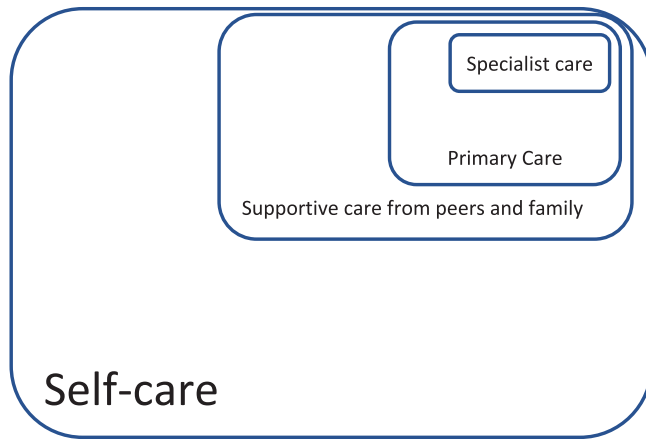 Specialist care
Primary Care
Supportive care from peers and family
Self-care